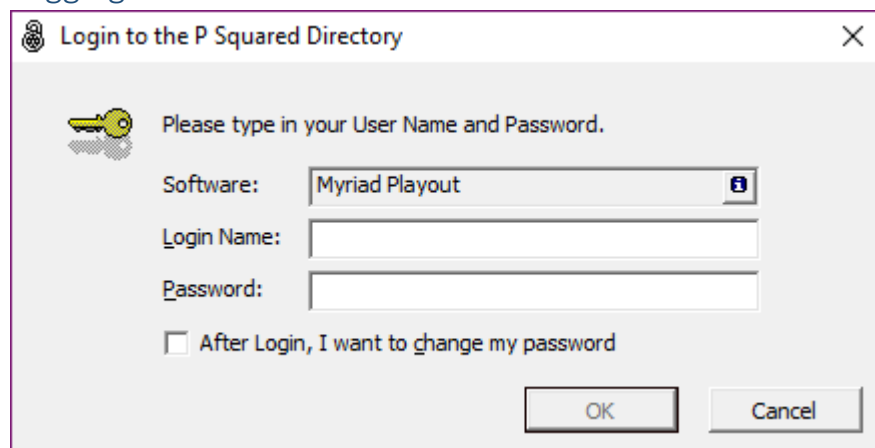 Login to the P Squared Directory
Please type in your User Name and Password.
Software: Myriad Playout
Login Name:
Password:
After Login, I want to change my password
OK Cancel